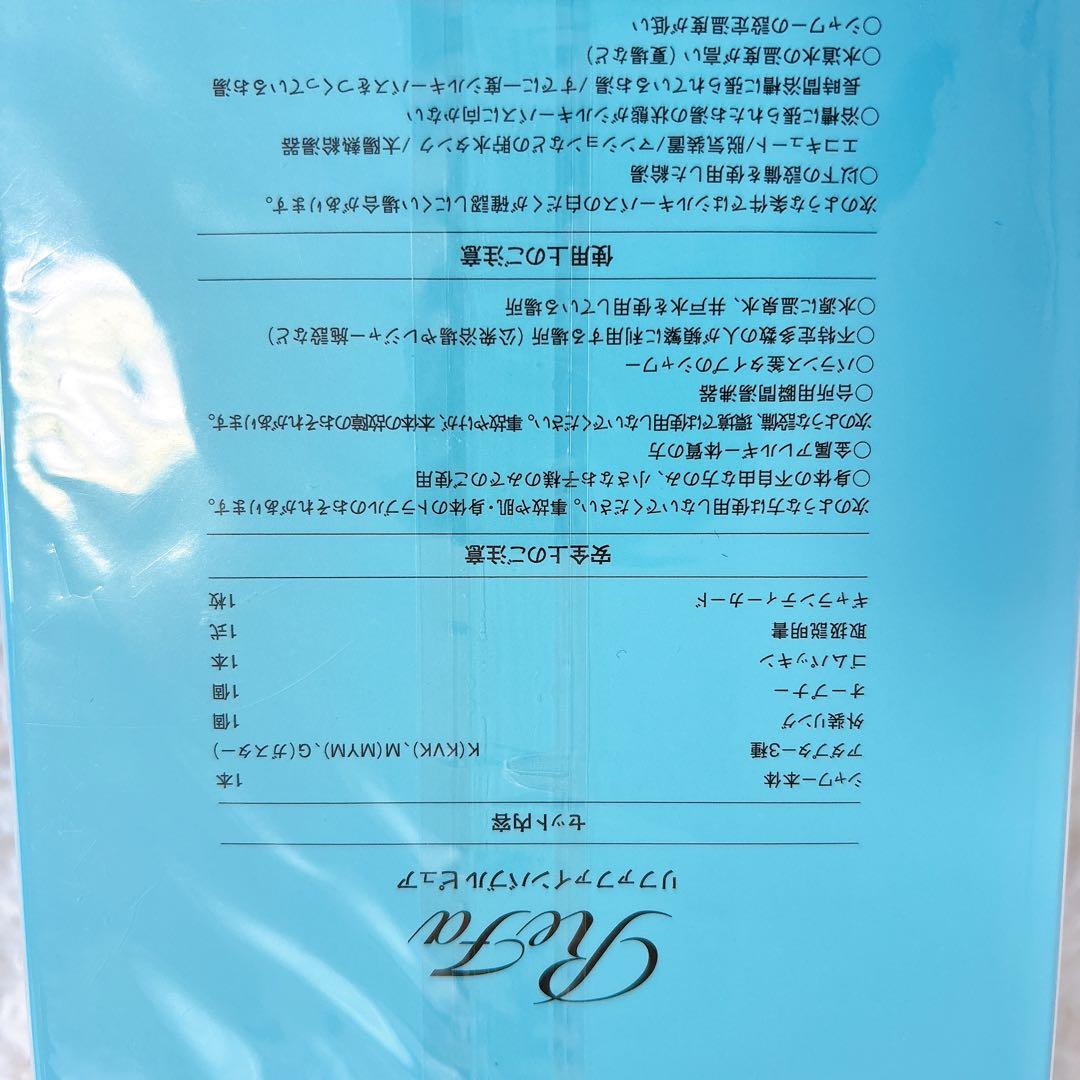 ReFa
リファファインバブル ピュア
セット内容
シャワー本体 1本
アダプター3種 K(KVK)、M(MYM)、G(ガスター)
外装リング 1個
オープナー 1個
ゴムパッキン 1本
取扱説明書 1式
ギャランティーカード 1枚
安全上のご注意
次のような方は使用しないでください。事故や肌・身体のトラブルのおそれがあります。
○身体の不自由な方のみ、小さなお子様のみでのご使用
○金属アレルギー体質の方
次のような設備、環境では使用しないでください。事故やけが、本体の故障のおそれがあります。
○台所用瞬間湯沸器
○バランス釜タイプのシャワー
○不特定多数の人が頻繁に利用する場所（公衆浴場やレジャー施設など）
○水源に温泉水、井戸水を使用している場所
使用上のご注意
次のような条件ではシルキーバスの白だくが確認しにくい場合があります。
○以下の設備を使用した給湯
エコキュート/脱気装置/マンションなどの貯水タンク/太陽熱給湯器
○浴槽に張られたお湯の状態がシルキーバスに向かない
長時間浴槽に張られているお湯/すでに一度シルキーバスをつくっているお湯
○水道水の温度が高い（夏場など）
○シャワーの設定温度が低い